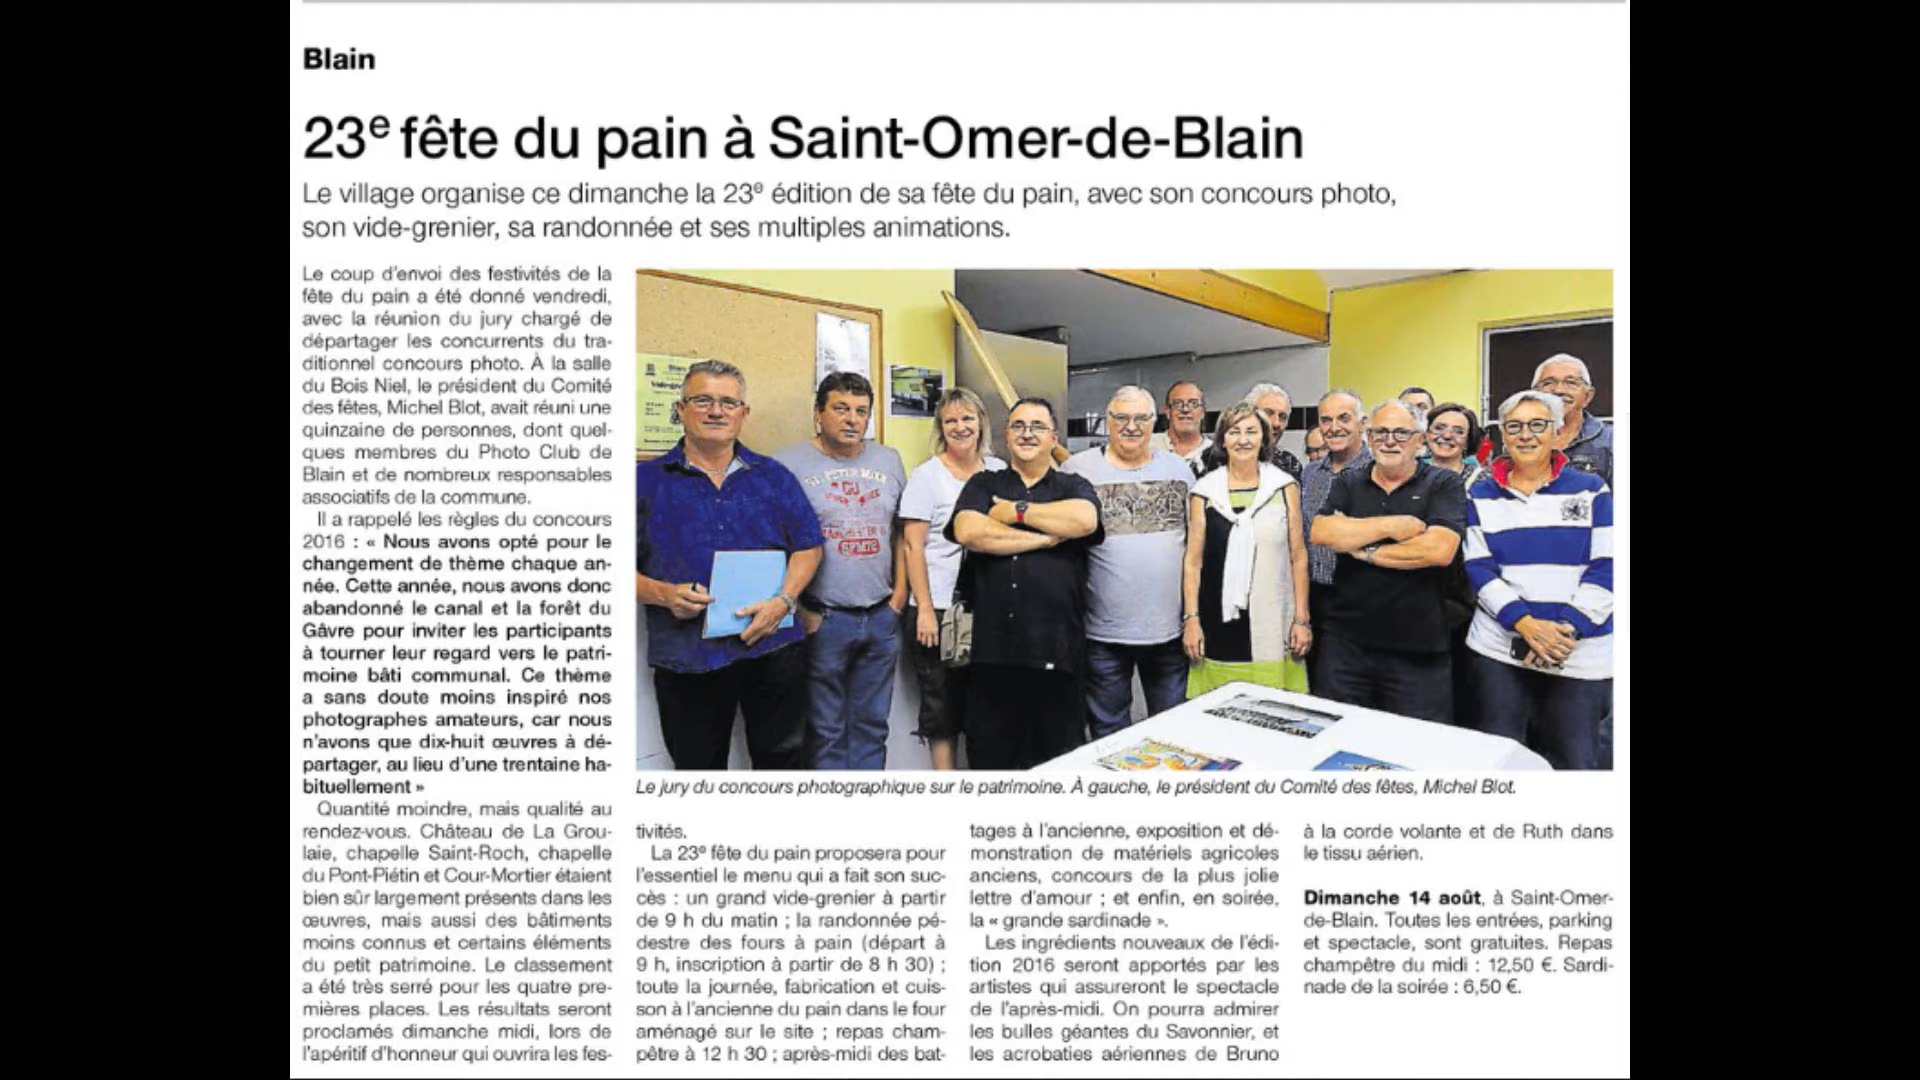 Blain
23e fête du pain à Saint-Omer-de-Blain
Le village organise ce dimanche la 23e édition de sa fête du pain, avec son concours photo,
son vide-grenier, sa randonnée et ses multiples animations.
Le coup d'envoi des festivités de la
fête du pain a été donné vendredi,
avec la réunion du jury chargé de
départager les concurrents du tra-
ditionnel concours photo. À la salle
du Bois Niel, le président du Comité
des fêtes, Michel Blot, avait réuni une
quinzaine de personnes, dont quel-
ques membres du Photo Club de
Blain et de nombreux responsables
associatifs de la commune.
Il a rappelé les règles du concours
2016 : « Nous avons opté pour le
changement de thème chaque an-
née. Cette année, nous avons donc
abandonné le canal et la forêt du
Gâvre pour inviter les participants
à tourner leur regard vers le patri-
moine bâti communal. Ce thème
a sans doute moins inspiré nos
photographes amateurs, car nous
n'avons que dix-huit œuvres à dé-
partager, au lieu d'une trentaine ha-
bituellement »
Quantité moindre, mais qualité au
rendez-vous. Château de La Grou-
laie, chapelle Saint-Roch, chapelle
du Pont-Piétin et Cour-Mortier étaient
bien sûr largement présents dans les
œuvres, mais aussi des bâtiments
moins connus et certains éléments
du petit patrimoine. Le classement
a été très serré pour les quatre pre-
mières places. Les résultats seront
proclamés dimanche midi, lors de
l'apéritif d'honneur qui ouvrira les fes-
Le jury du concours photographique sur le patrimoine. À gauche, le président du Comité des fêtes, Michel Blot.
tivités.
La 23e fête du pain proposera pour
l'essentiel le menu qui a fait son suc-
cès : un grand vide-grenier à partir
de 9 h du matin ; la randonnée pé-
destre des fours à pain (départ à
9 h, inscription à partir de 8 h 30) ;
toute la journée, fabrication et cuis-
son à l'ancienne du pain dans le four
aménagé sur le site ; repas cham-
pêtre à 12 h 30 ; après-midi des bat-
tages à l'ancienne, exposition et dé-
monstration de matériels agricoles
anciens, concours de la plus jolie
lettre d'amour ; et enfin, en soirée,
la « grande sardinade ».
Les ingrédients nouveaux de l'édi-
tion 2016 seront apportés par les
artistes qui assureront le spectacle
de l'après-midi. On pourra admirer
les bulles géantes du Savonnier, et
les acrobaties aériennes de Bruno
à la corde volante et de Ruth dans
le tissu aérien.
Dimanche 14 août, à Saint-Omer-
de-Blain. Toutes les entrées, parking
et spectacle, sont gratuites. Repas
champêtre du midi : 12,50 €. Sardi-
nade de la soirée : 6,50 €.